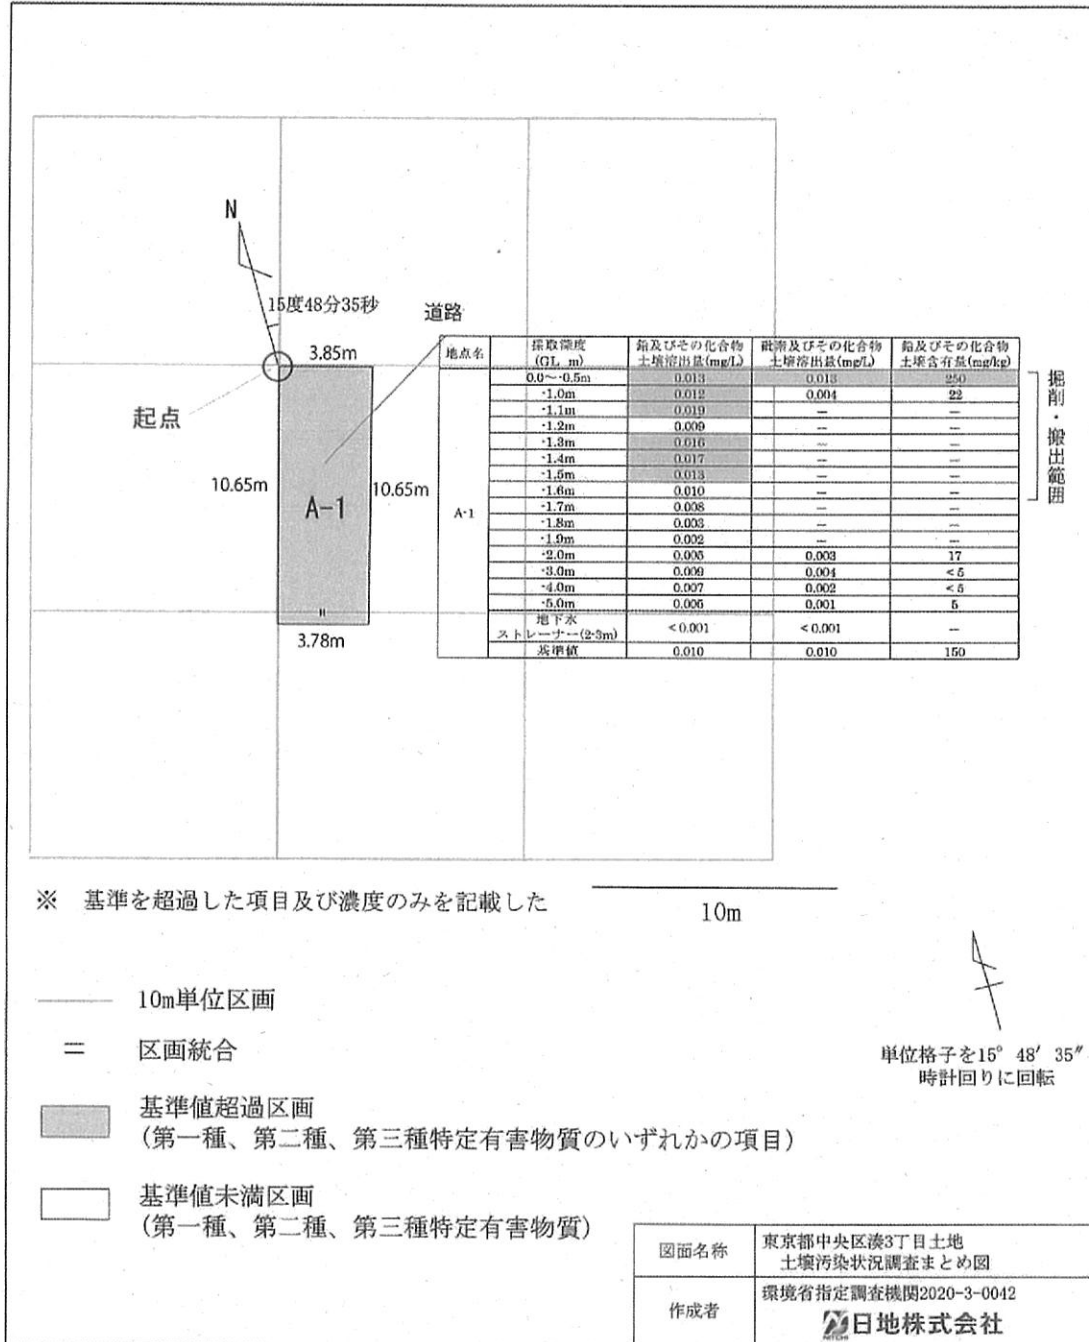 N
15度48分35秒
道路
3.85m
起点
10.65m
10.65m
A-1
=
3.78m
地点名 採取深度(GL m) 鉛及びその化合物土壌溶出量(mg/L) 砒素及びその化合物土壌溶出量(mg/L) 鉛及びその化合物土壌含有量(mg/kg)
A-1
0.0~-0.5m 0.013 0.013 250
-1.0m 0.012 0.004 22
-1.1m 0.019 — —
-1.2m 0.009 — —
-1.3m 0.016 — —
-1.4m 0.017 — —
-1.5m 0.013 — —
-1.6m 0.010 — —
-1.7m 0.008 — —
-1.8m 0.003 — —
-1.9m 0.002 — —
-2.0m 0.005 0.003 17
-3.0m 0.009 0.004 <5
-4.0m 0.007 0.002 <5
-5.0m 0.006 0.001 5
地下水
ストレーナー(2-3m) <0.001 <0.001 —
基準値 0.010 0.010 150
掘削・搬出範囲
※ 基準を超過した項目及び濃度のみを記載した
10m
10m単位区画
= 区画統合
単位格子を15° 48′ 35″
時計回りに回転
基準値超過区画
(第一種、第二種、第三種特定有害物質のいずれかの項目)
基準値未満区画
(第一種、第二種、第三種特定有害物質)
図面名称 東京都中央区湊3丁目土地
土壌汚染状況調査まとめ図
作成者 環境省指定調査機関2020-3-0042
NITCHI 日地株式会社